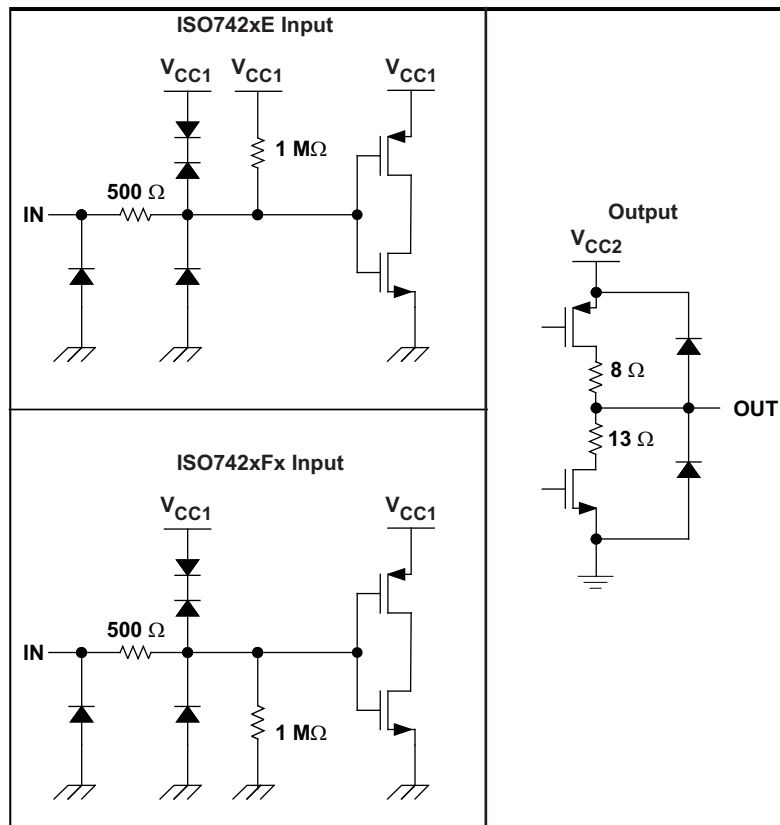 ISO742xE Input
VCC1
VCC1
VCC1
1 MΩ
500 Ω
IN
Output
VCC2
8 Ω
OUT
13 Ω
ISO742xFx Input
VCC1
VCC1
500 Ω
IN
1 MΩ